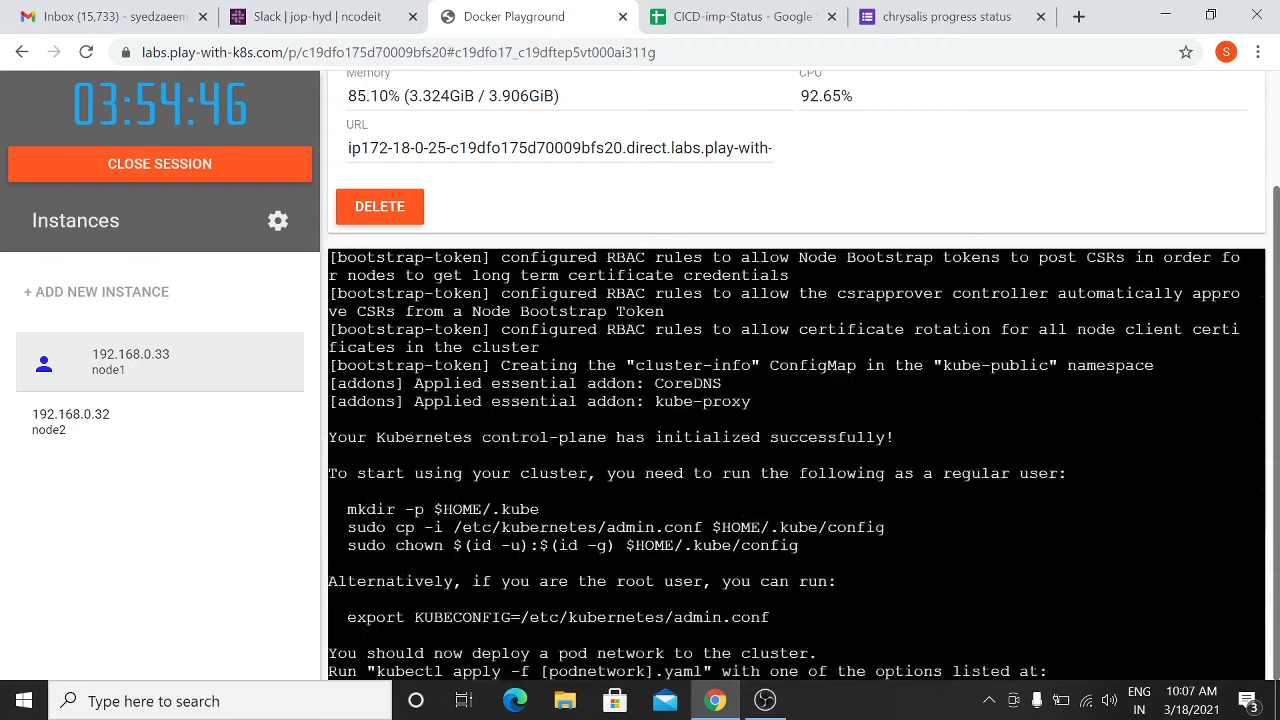 Inbox (15,733) - syedseem
Slack | jop-hyd | ncodeit
Docker Playground
CICD-imp-Status - Google S
chrysalis progress status
labs.play-with-k8s.com/p/c19dfo175d70009bfs20#c19dfo17_c19dftep5vt000ai311g
S
03:54:46
CLOSE SESSION
Instances
+ ADD NEW INSTANCE
192.168.0.33
node1
192.168.0.32
node2
Memory
CPU
85.10% (3.324GiB / 3.906GiB)
92.65%
URL
ip172-18-0-25-c19dfo175d70009bfs20.direct.labs.play-with-
DELETE
[bootstrap-token] configured RBAC rules to allow Node Bootstrap tokens to post CSRs in order fo
r nodes to get long term certificate credentials
[bootstrap-token] configured RBAC rules to allow the csrapprover controller automatically appro
ve CSRs from a Node Bootstrap Token
[bootstrap-token] configured RBAC rules to allow certificate rotation for all node client certi
ficates in the cluster
[bootstrap-token] Creating the "cluster-info" ConfigMap in the "kube-public" namespace
[addons] Applied essential addon: CoreDNS
[addons] Applied essential addon: kube-proxy
Your Kubernetes control-plane has initialized successfully!
To start using your cluster, you need to run the following as a regular user:
mkdir -p $HOME/.kube
sudo cp -i /etc/kubernetes/admin.conf $HOME/.kube/config
sudo chown $(id -u):$(id -g) $HOME/.kube/config
Alternatively, if you are the root user, you can run:
export KUBECONFIG=/etc/kubernetes/admin.conf
You should now deploy a pod network to the cluster.
Run "kubectl apply -f [podnetwork].yaml" with one of the options listed at:
Type here to search
ENG
IN
10:07 AM
3/18/2021
3